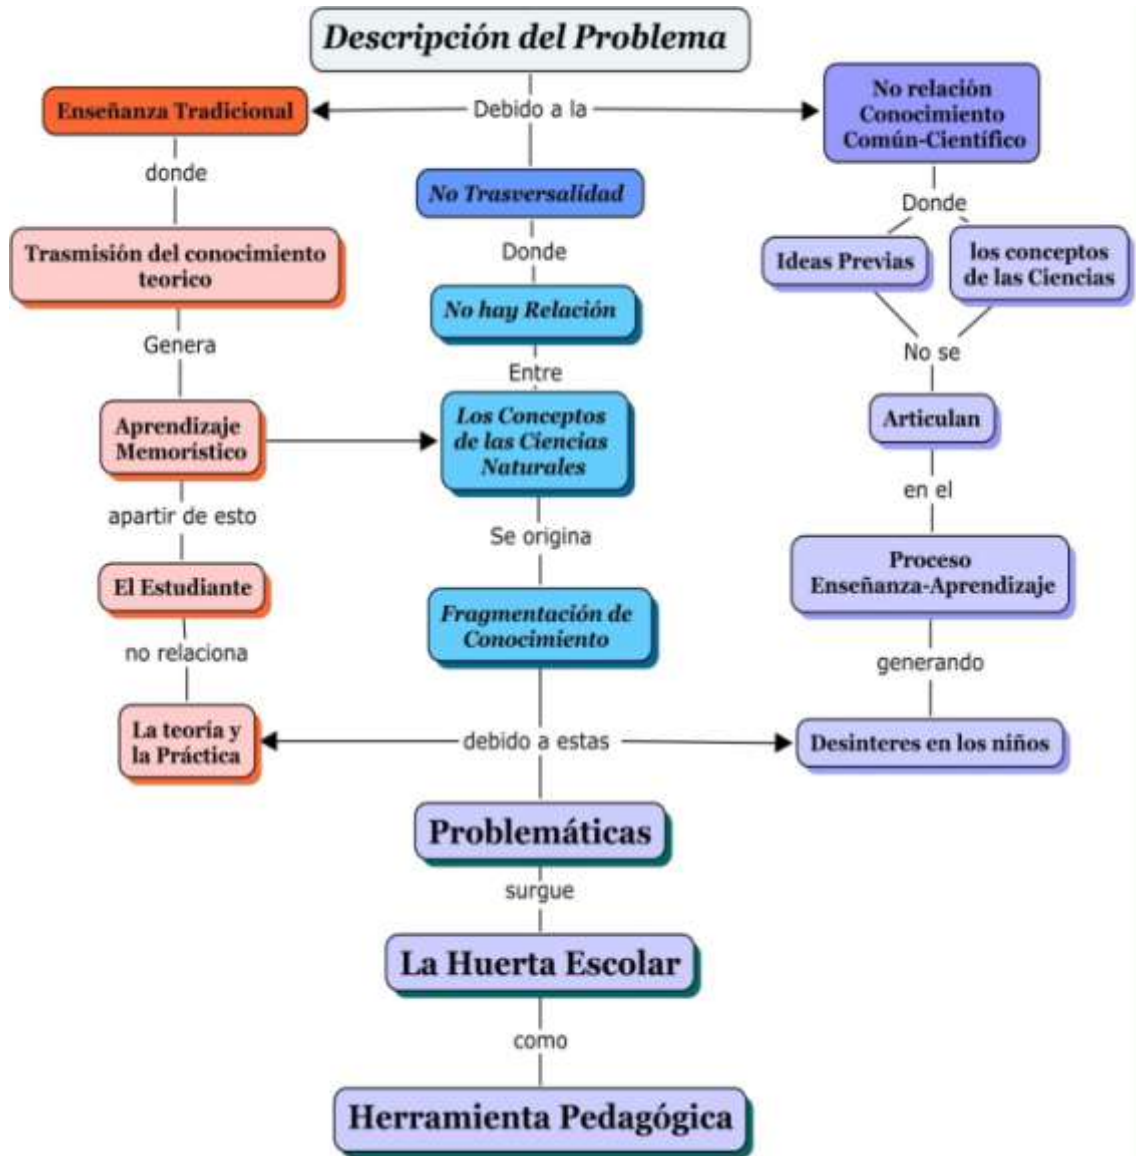 Descripción del Problema
Debido a la
Enseñanza Tradicional
donde
Trasmisión del conocimiento
teorico
Genera
Aprendizaje
Memorístico
apartir de esto
El Estudiante
no relaciona
La teoría y
la Práctica
No Trasversalidad
Donde
No hay Relación
Entre
Los Conceptos
de las Ciencias
Naturales
Se origina
Fragmentación de
Conocimiento
No relación
Conocimiento
Común-Científico
Donde
Ideas Previas
los conceptos
de las Ciencias
No se
Articulan
en el
Proceso
Enseñanza-Aprendizaje
generando
Desinteres en los niños
debido a estas
Problemáticas
surgue
La Huerta Escolar
como
Herramienta Pedagógica